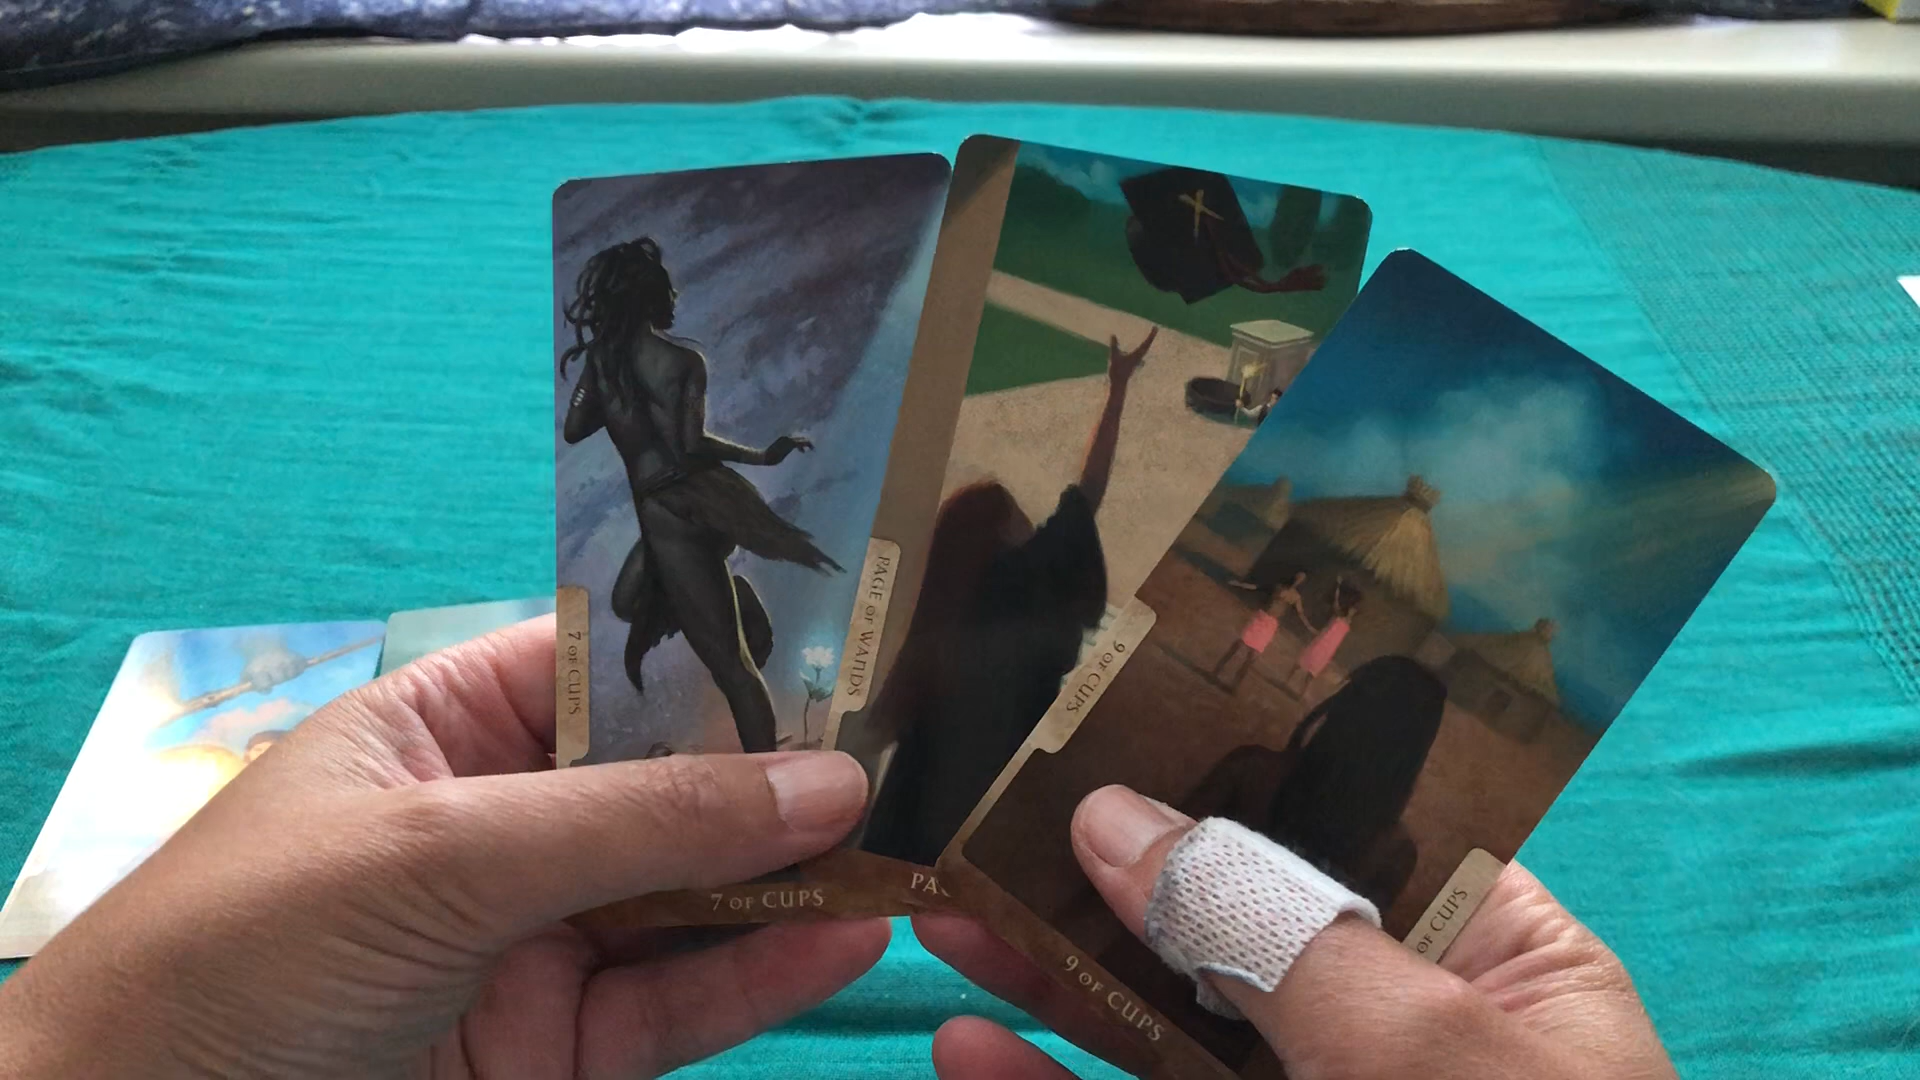 7 OF CUPS
PAGE OF WANDS
9 OF CUPS
OF CUPS
7 OF CUPS
PA
9 OF CUPS